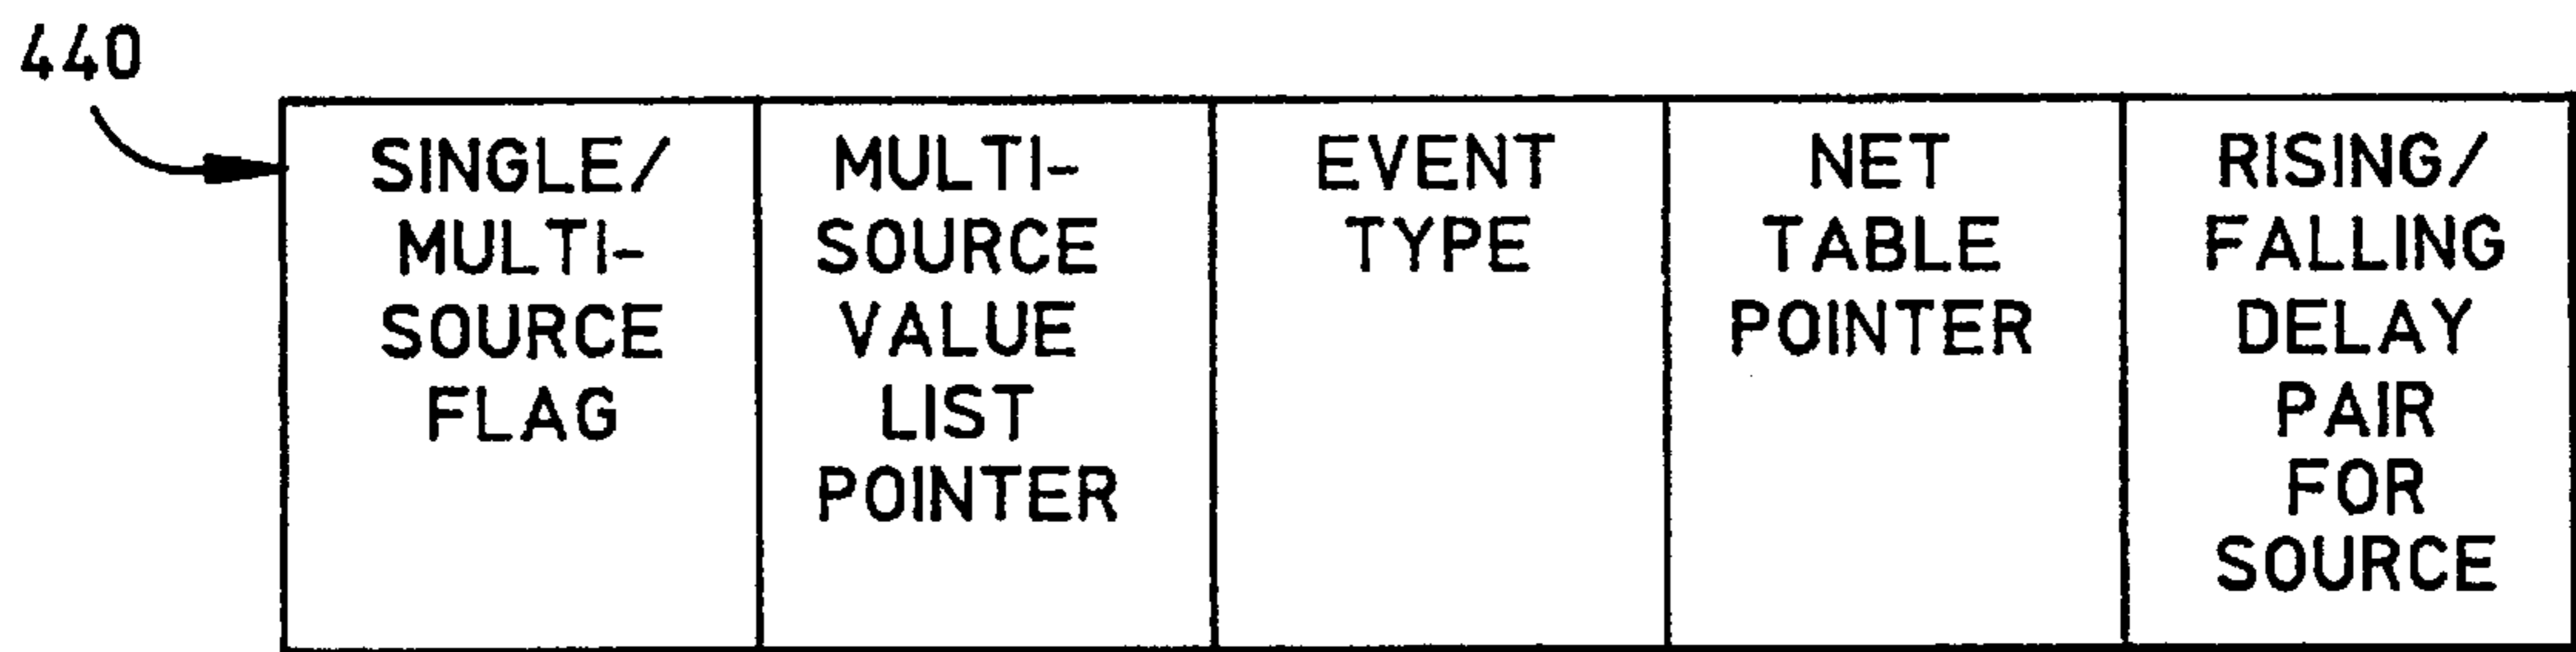 440
SINGLE/
MULTI-
SOURCE
FLAG
MULTI-
SOURCE
VALUE
LIST
POINTER
EVENT
TYPE
NET
TABLE
POINTER
RISING/
FALLING
DELAY
PAIR
FOR
SOURCE